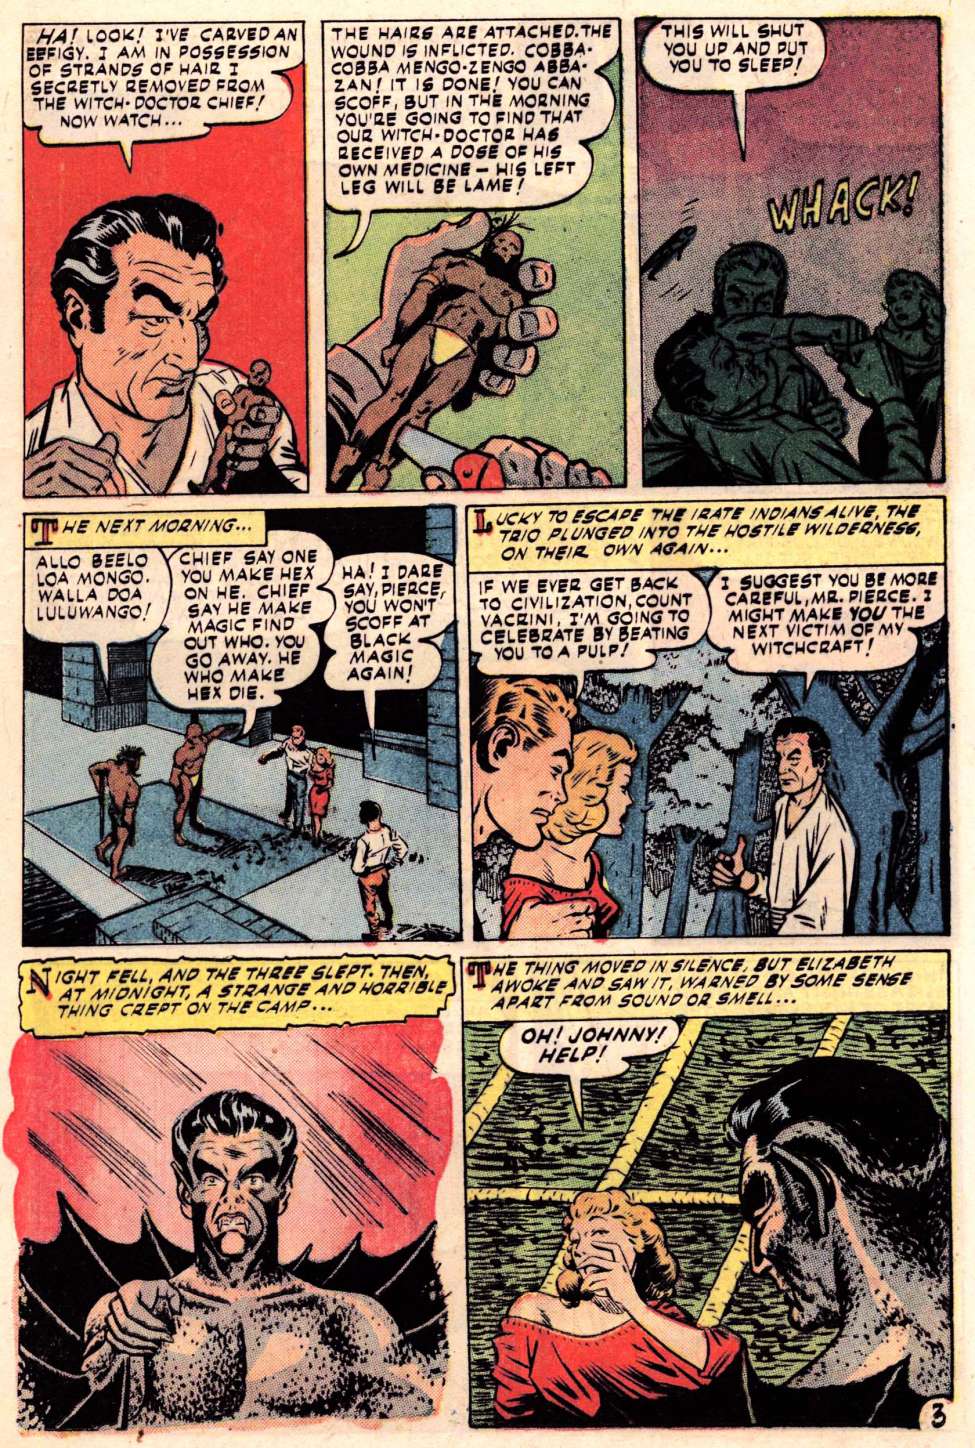 HA! LOOK! I'VE CARVED AN
EFFIGY. I AM IN POSSESSION
OF STRANDS OF HAIR I
SECRETLY REMOVED FROM
THE WITCH-DOCTOR CHIEF!
NOW WATCH...
THE HAIRS ARE ATTACHED. THE
WOUND IS INFLICTED. COBBA-
COBBA MENGO-ZENGO ABBA-
ZAN! IT IS DONE! YOU CAN
SCOFF, BUT IN THE MORNING
YOU'RE GOING TO FIND THAT
OUR WITCH-DOCTOR HAS
RECEIVED A DOSE OF HIS
OWN MEDICINE — HIS LEFT
LEG WILL BE LAME!
THIS WILL SHUT
YOU UP AND PUT
YOU TO SLEEP!
WHACK!
THE NEXT MORNING...
ALLO BEELO
LOA MONGO.
WALLA DOA
LULUWANGO!
CHIEF SAY ONE
YOU MAKE HEX
ON HE. CHIEF
SAY HE MAKE
MAGIC FIND
OUT WHO. YOU
GO AWAY. HE
WHO MAKE
HEX DIE.
HA! I DARE
SAY, PIERCE,
YOU WON'T
SCOFF AT
BLACK
MAGIC
AGAIN!
LUCKY TO ESCAPE THE IRATE INDIANS ALIVE, THE
TRIO PLUNGED INTO THE HOSTILE WILDERNESS,
ON THEIR OWN AGAIN...
IF WE EVER GET BACK
TO CIVILIZATION, COUNT
VACRINI, I'M GOING TO
CELEBRATE BY BEATING
YOU TO A PULP!
I SUGGEST YOU BE MORE
CAREFUL, MR. PIERCE. I
MIGHT MAKE YOU THE
NEXT VICTIM OF MY
WITCHCRAFT!
NIGHT FELL, AND THE THREE SLEPT. THEN,
AT MIDNIGHT, A STRANGE AND HORRIBLE
THING CREPT ON THE CAMP...
THE THING MOVED IN SILENCE, BUT ELIZABETH
AWOKE AND SAW IT, WARNED BY SOME SENSE
APART FROM SOUND OR SMELL...
OH! JOHNNY!
HELP!
3